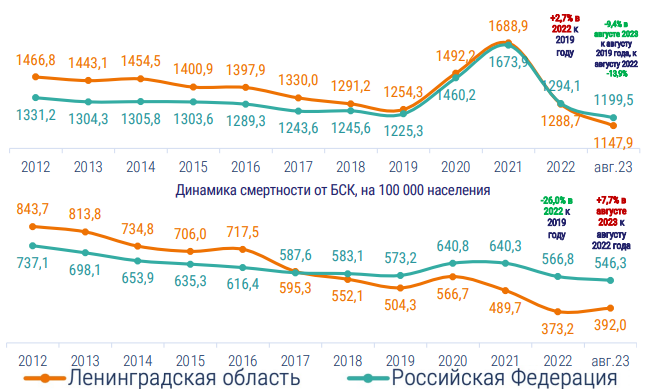 1466,8 1443,1 1454,5 1400,9 1397,9 1330,0 1291,2 1254,3 1492,2 1688,9
+2,7% в
2022 к
2019
году
-9,4% в
августе 2023
к августу
2019 года, к
августу 2022
-13,9%
1331,2 1304,3 1305,8 1303,6 1289,3 1243,6 1245,6 1225,3 1460,2 1673,9 1294,1 1199,5
1288,7 1147,9
2012 2013 2014 2015 2016 2017 2018 2019 2020 2021 2022 авг.23
Динамика смертности от БСК, на 100 000 населения
843,7 813,8 734,8 706,0 717,5 587,6 583,1 573,2 640,8 640,3 566,8 546,3
-26,0% в
2022 к
2019
году
+7,7% в
августе
2023 к
августу
2022 года
737,1 698,1 653,9 635,3 616,4 595,3 552,1 504,3 566,7 489,7 373,2 392,0
2012 2013 2014 2015 2016 2017 2018 2019 2020 2021 2022 авг.23
Ленинградская область Российская Федерация